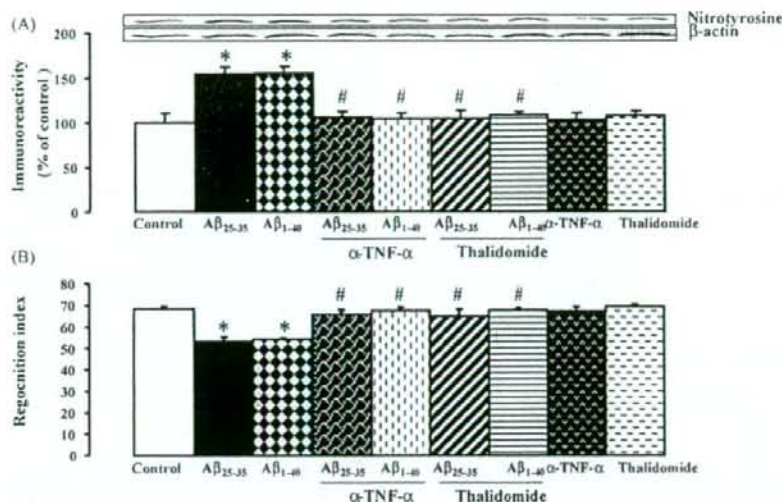 Nitrotyrosine
β-actin
(A)
Immunoreactivity
(% of control)
200
150
100
50
0
* * # # # #
Control Aβ25-35 Aβ1-40 Aβ25-35 Aβ1-40 Aβ25-35 Aβ1-40 α-TNF-α Thalidomide
α-TNF-α Thalidomide
(B)
Regocnition index
80
70
60
50
40
30
20
10
0
* * # # # #
Control Aβ25-35 Aβ1-40 Aβ25-35 Aβ1-40 Aβ25-35 Aβ1-40 α-TNF-α Thalidomide
α-TNF-α Thalidomide